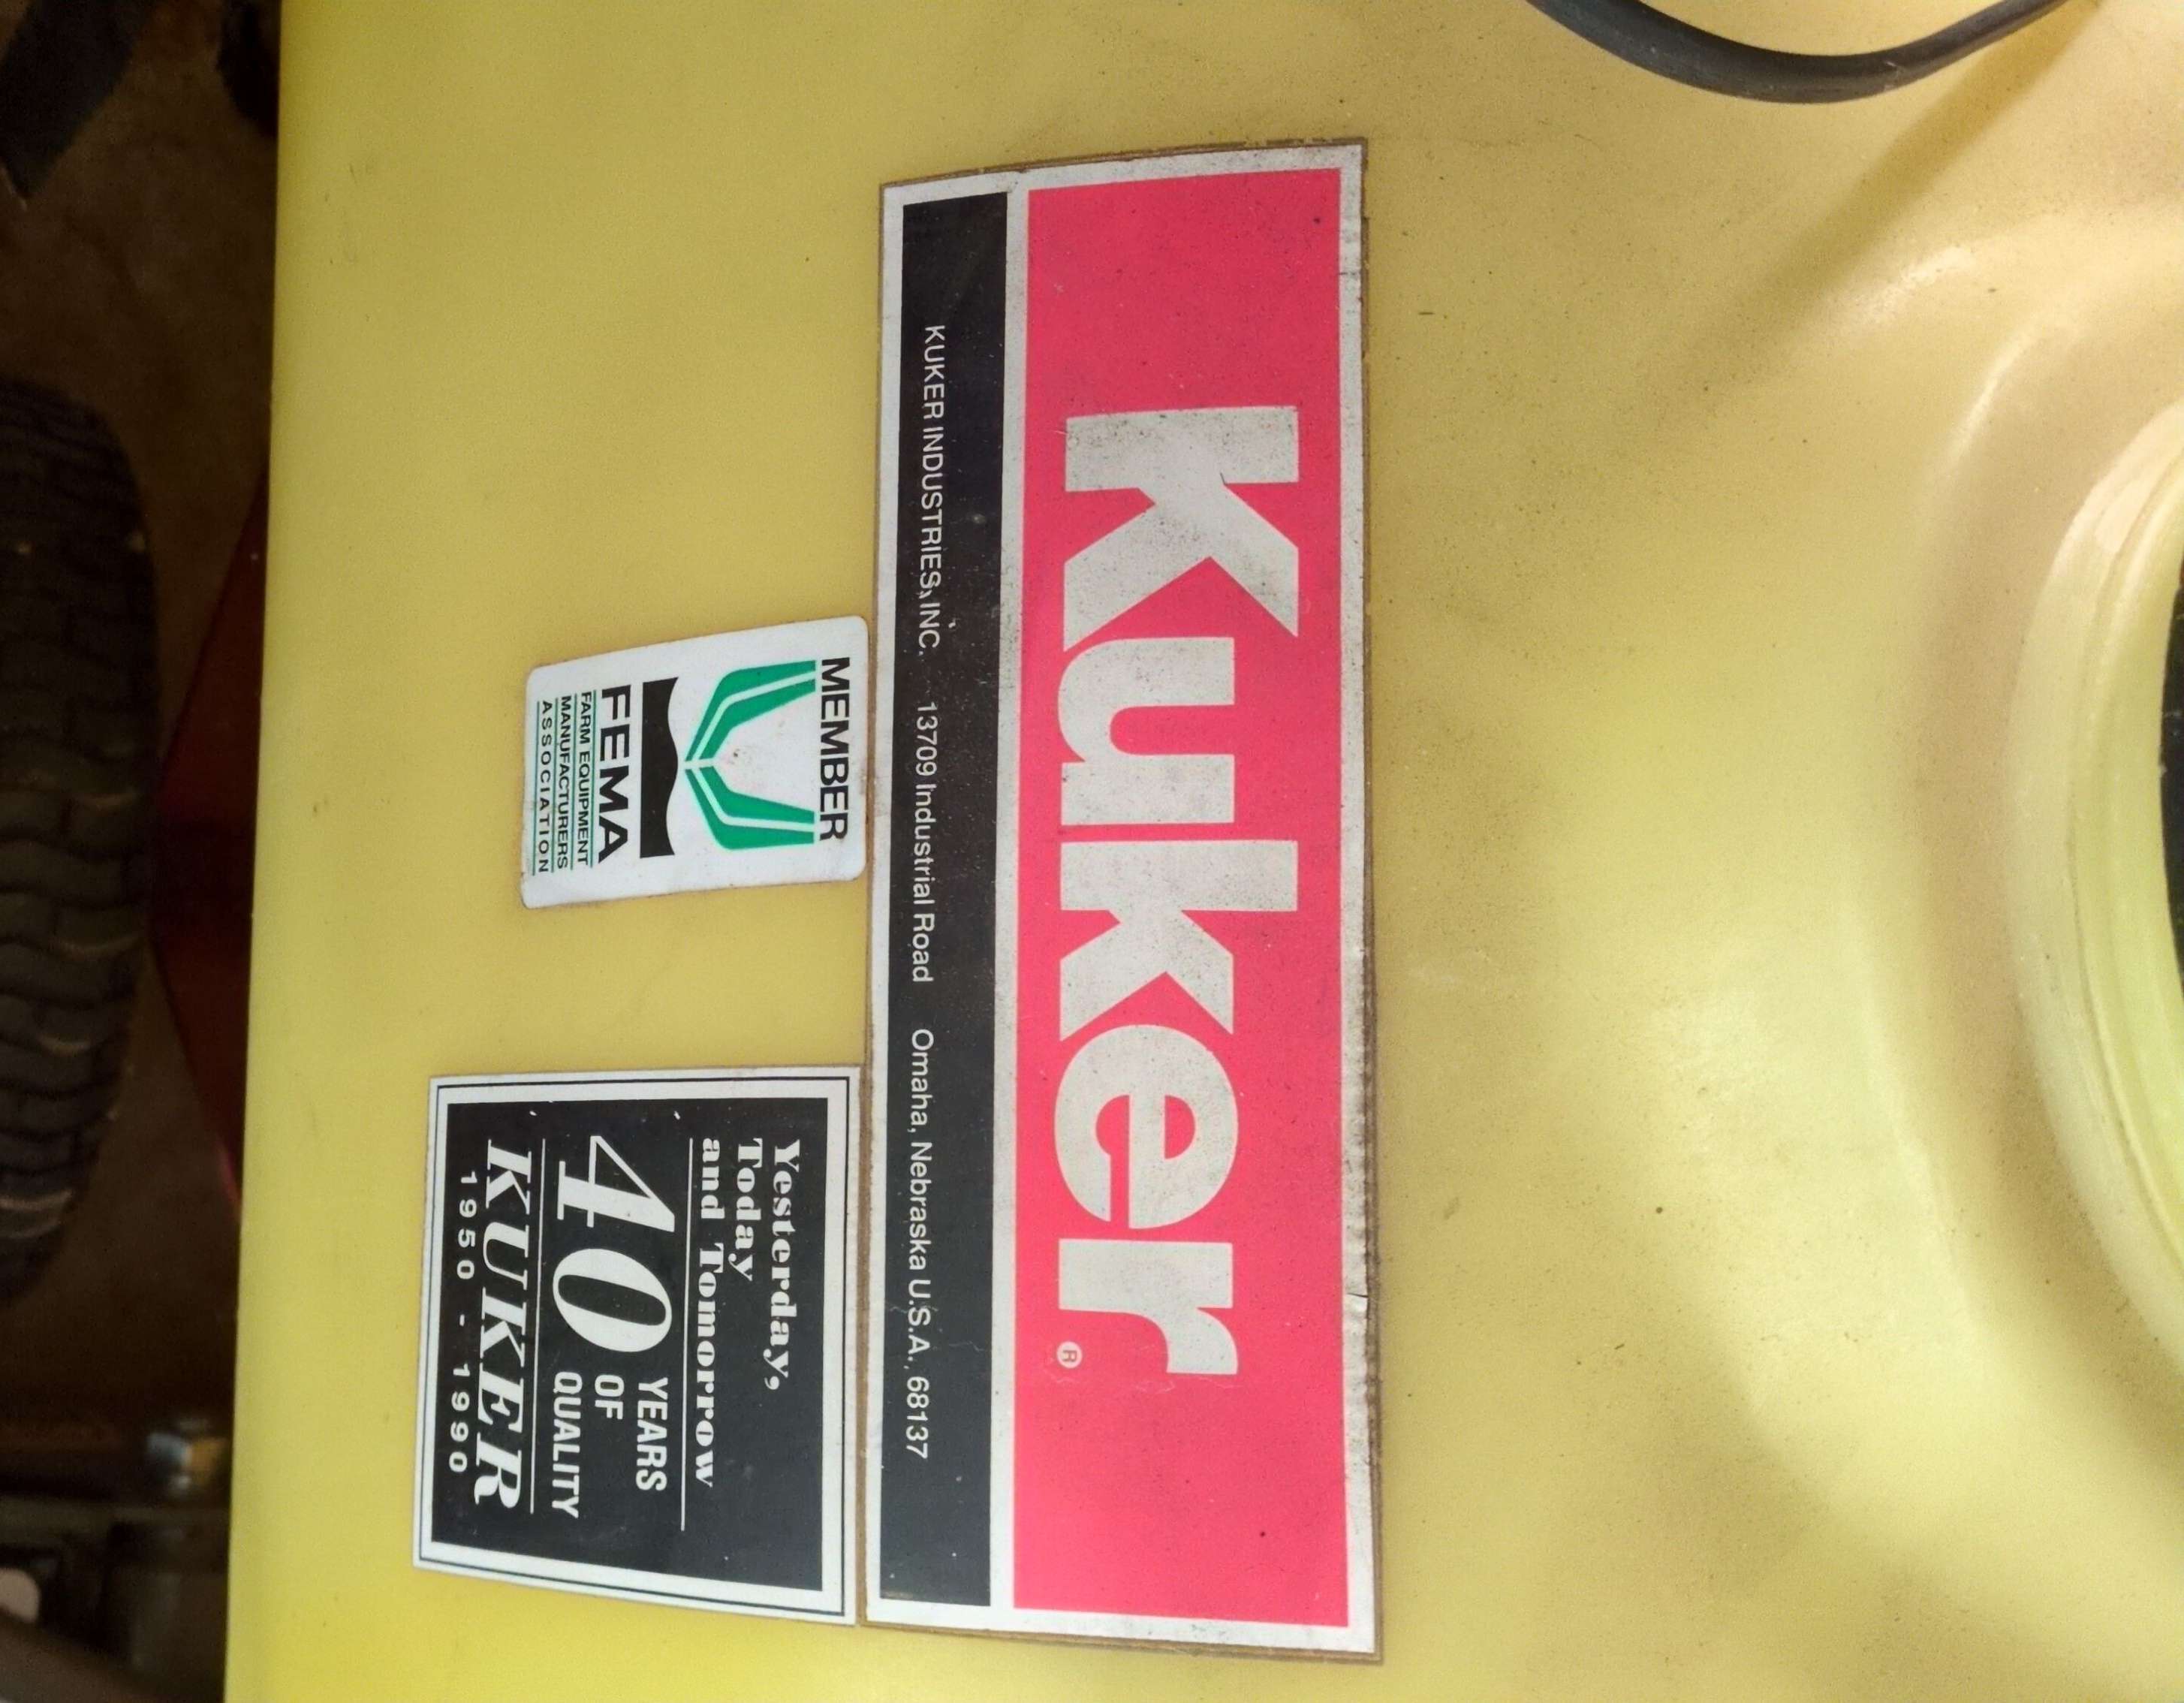 Kuker®
KUKER INDUSTRIES, INC. 13709 Industrial Road Omaha, Nebraska U.S.A., 68137
MEMBER
FEMA
FARM EQUIPMENT
MANUFACTURERS
ASSOCIATION
Yesterday,
Today
and Tomorrow
40 YEARS
OF
QUALITY
KUKER
1950 - 1990